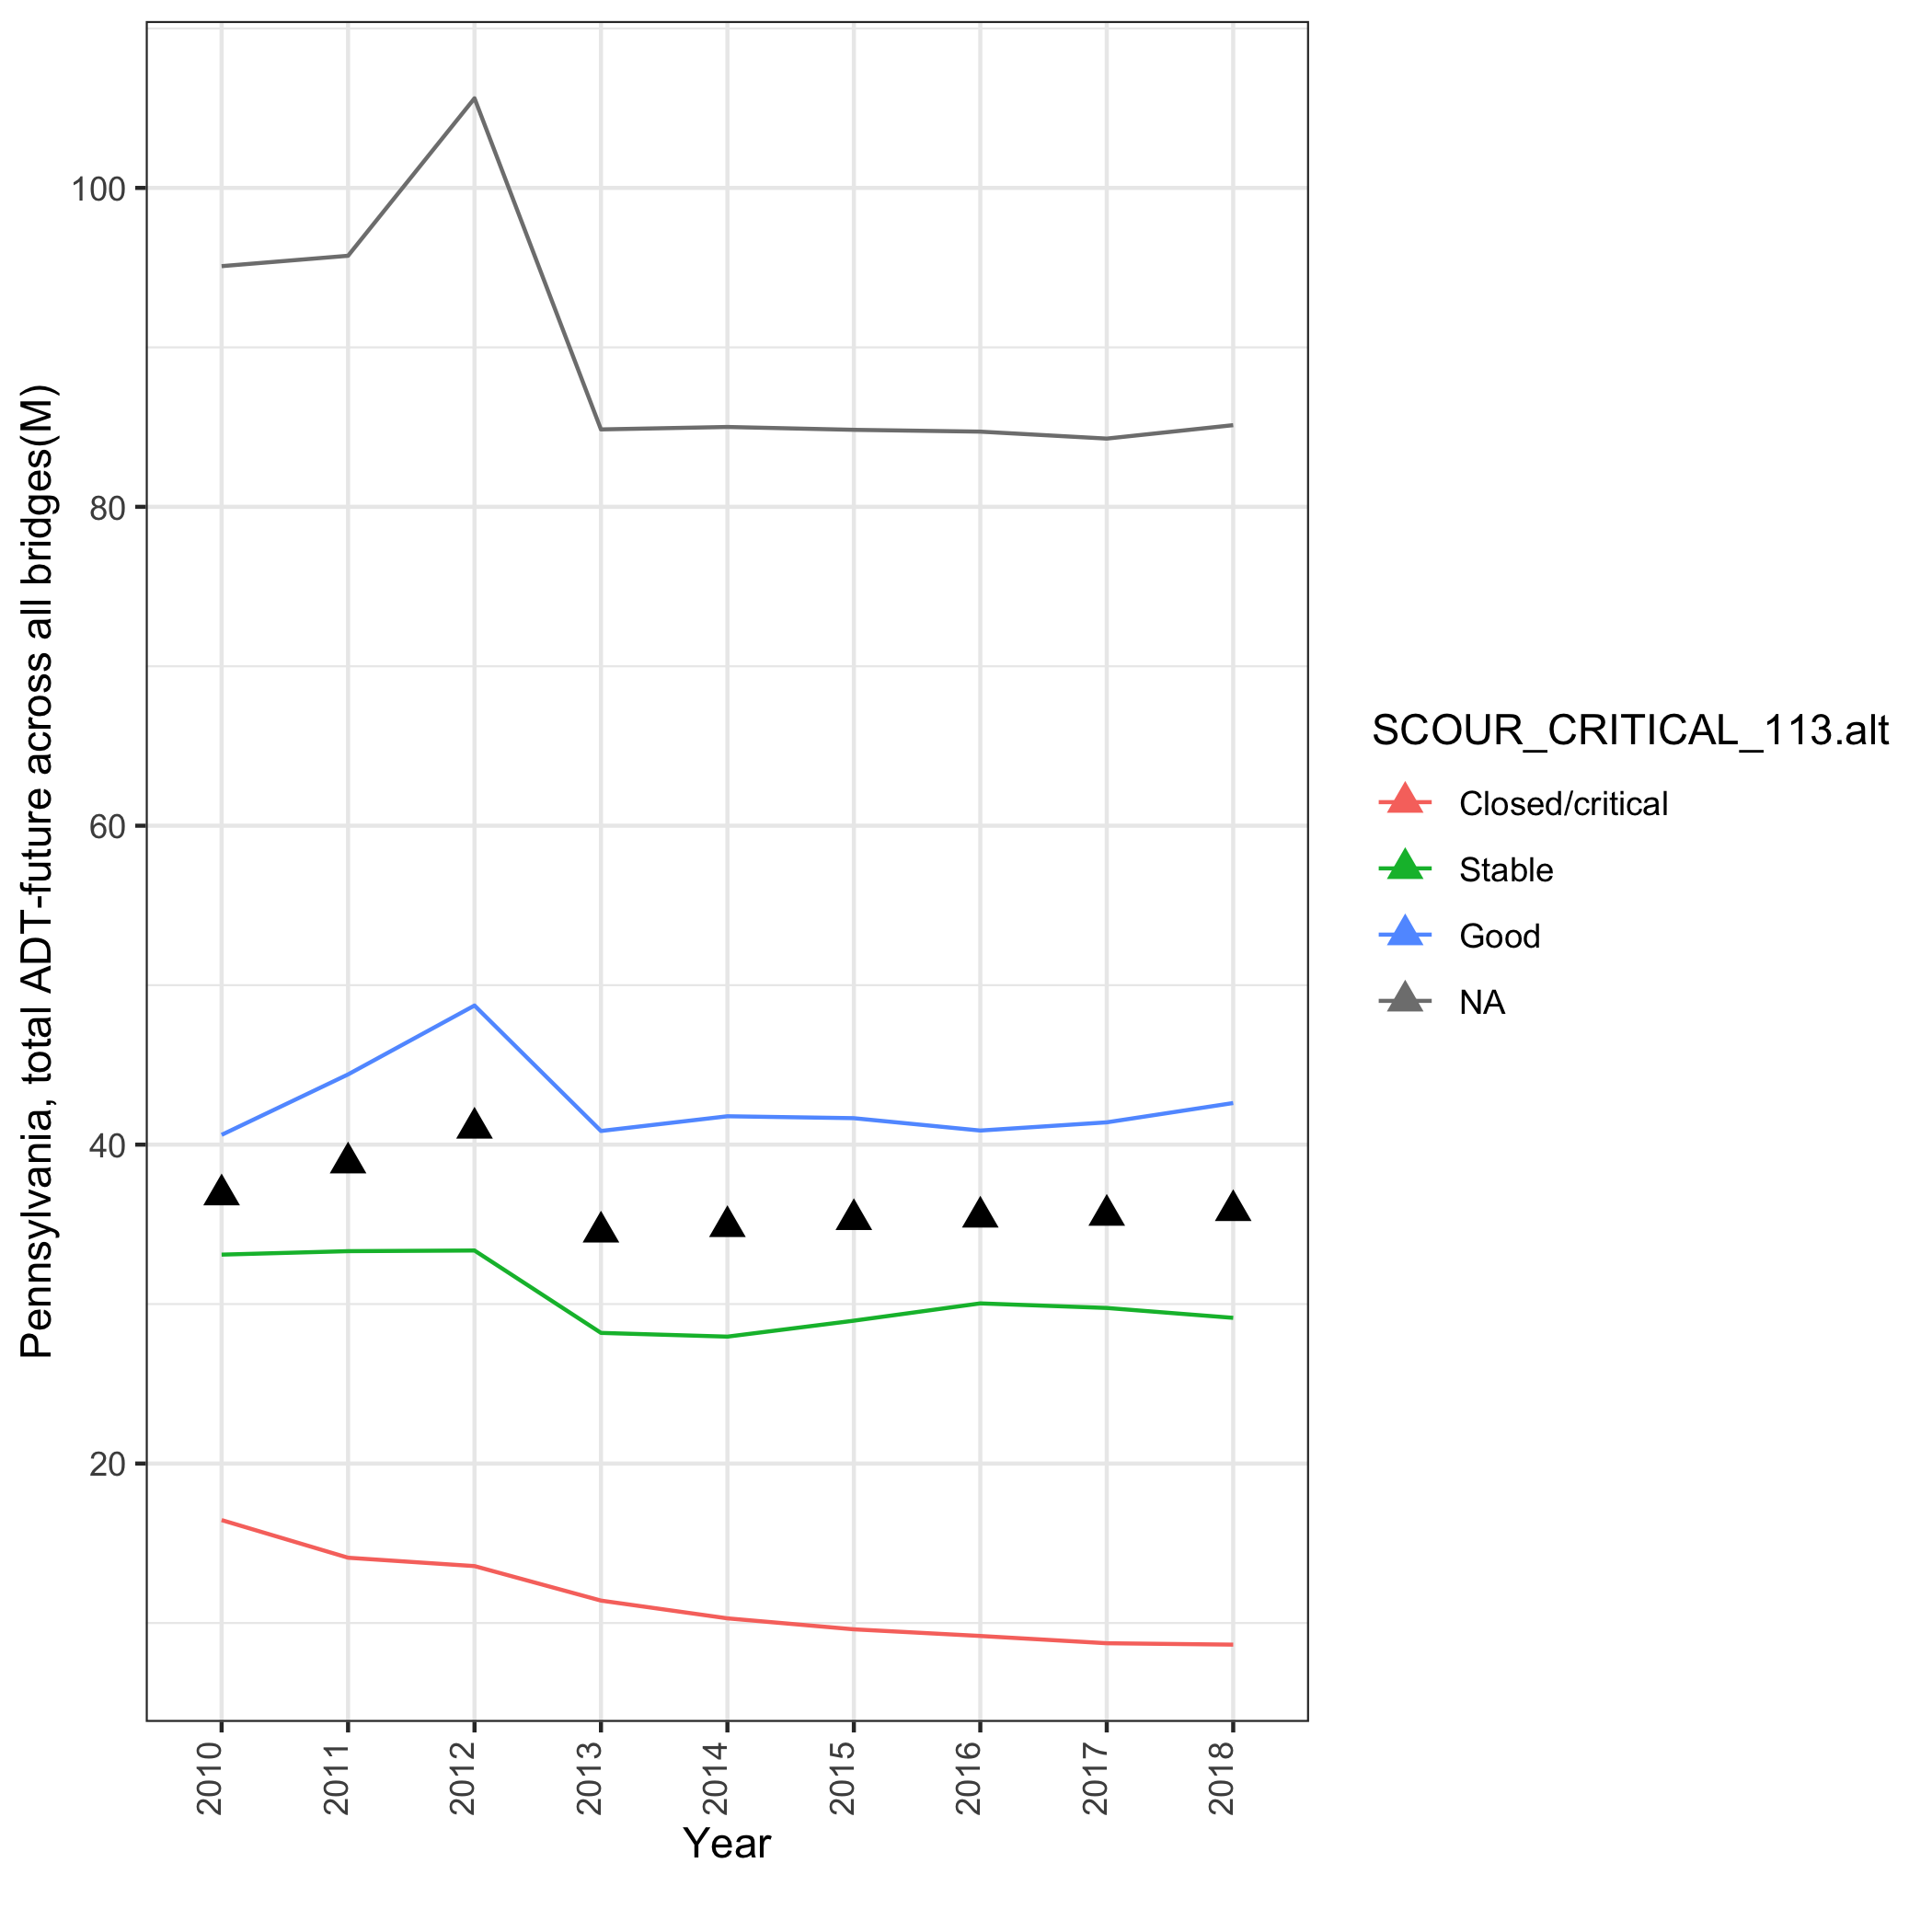 Pennsylvania, total ADT-future across all bridges(M)
100
80
60
40
20
2010
2011
2012
2013
2014
2015
2016
2017
2018
Year
SCOUR_CRITICAL_113.alt
Closed/critical
Stable
Good
NA